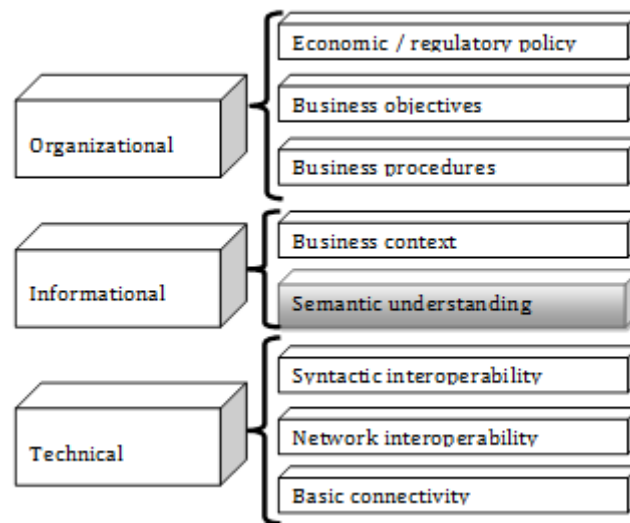 Economic / regulatory policy
Organizational
Business objectives
Business procedures
Business context
Informational
Semantic understanding
Syntactic interoperability
Technical
Network interoperability
Basic connectivity